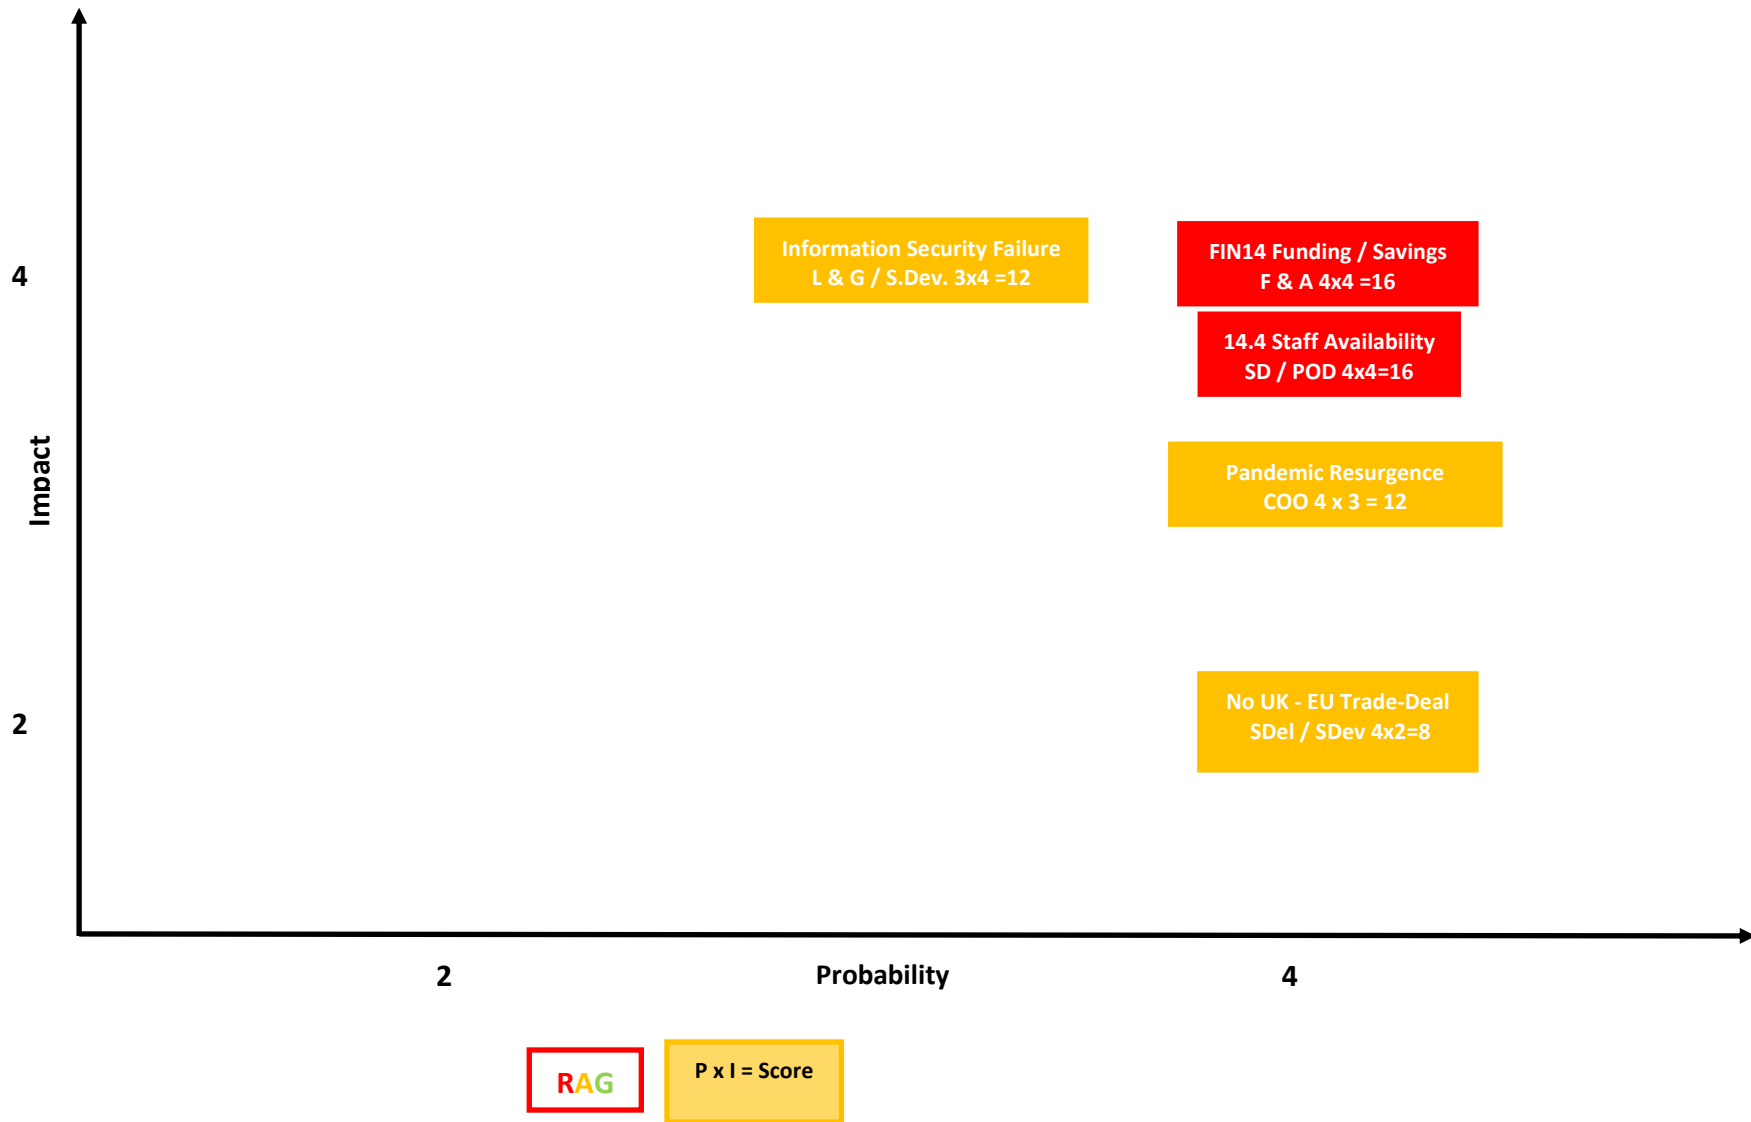 Information Security Failure
L & G / S.Dev. 3x4 =12
FIN14 Funding / Savings
F & A 4x4 =16
4
14.4 Staff Availability
SD / POD 4x4=16
Impact
Pandemic Resurgence
COO 4 x 3 = 12
No UK - EU Trade-Deal
SDel / SDev 4x2=8
2
2
Probability
4
RAG
P x I = Score